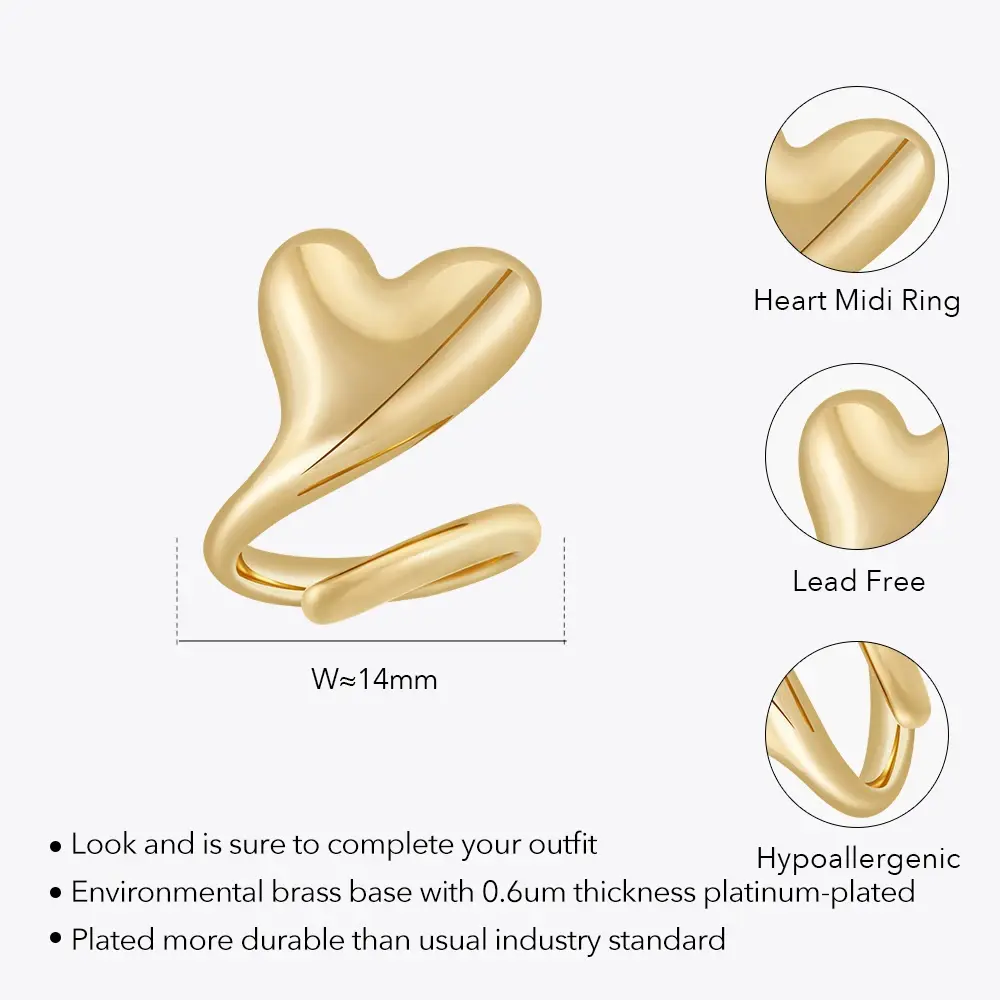 Heart Midi Ring
Lead Free
W≈14mm
Hypoallergenic
• Look and is sure to complete your outfit
• Environmental brass base with 0.6um thickness platinum-plated
• Plated more durable than usual industry standard